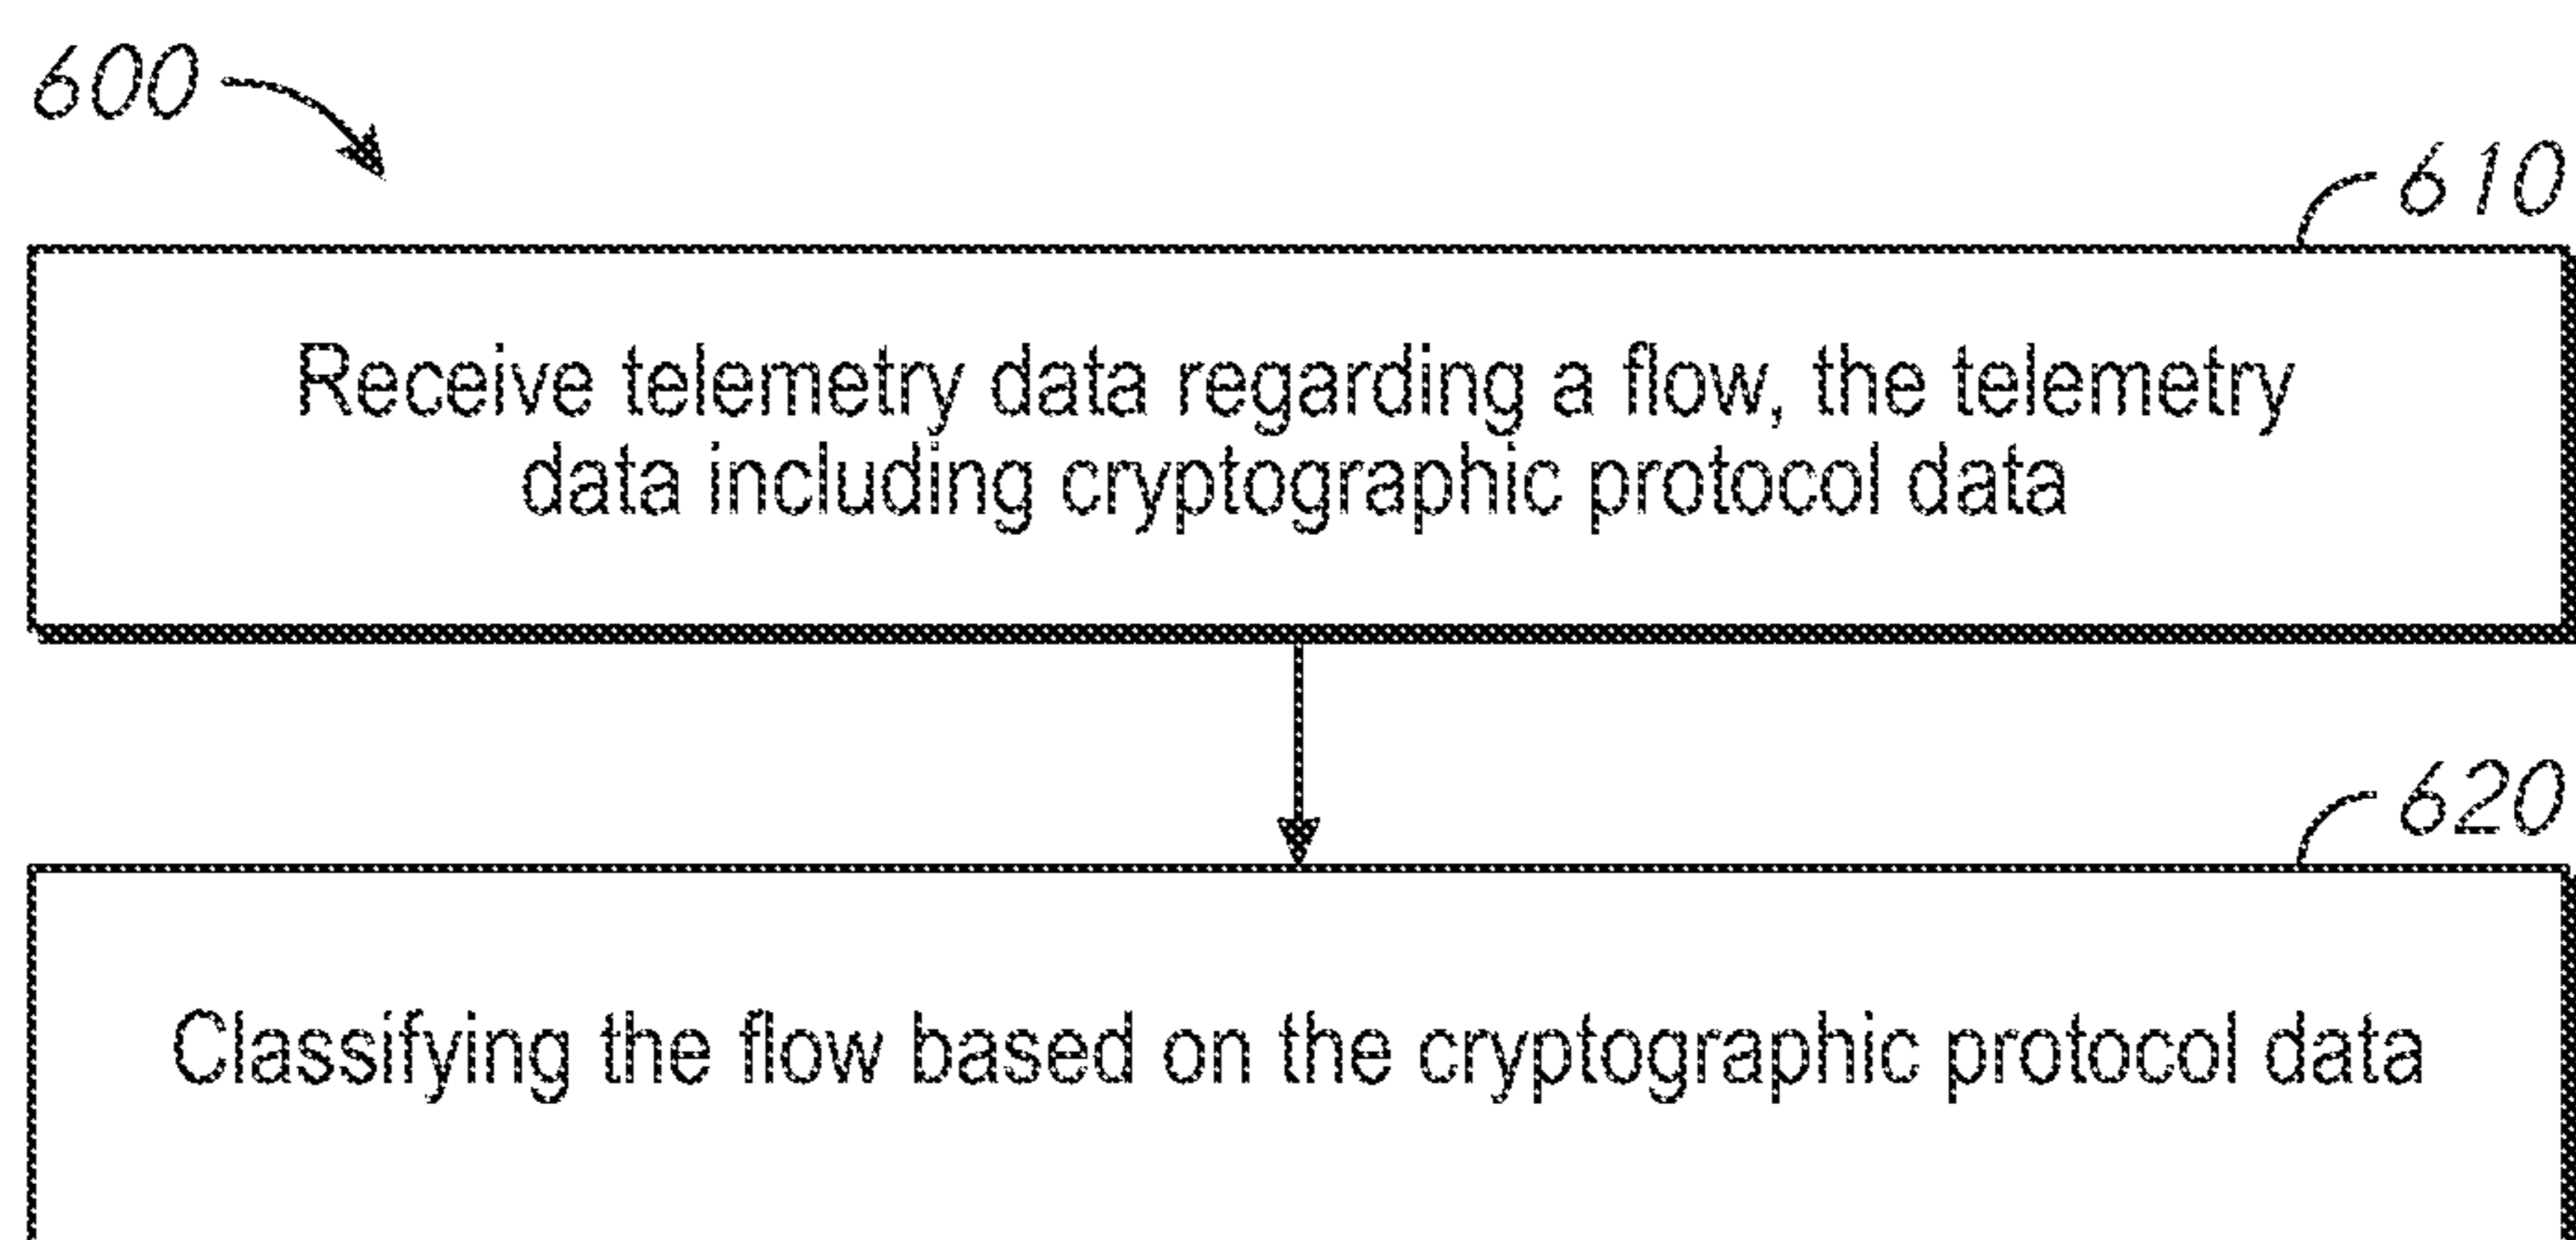 600
610
Receive telemetry data regarding a flow, the telemetry
data including cryptographic protocol data
620
Classifying the flow based on the cryptographic protocol data